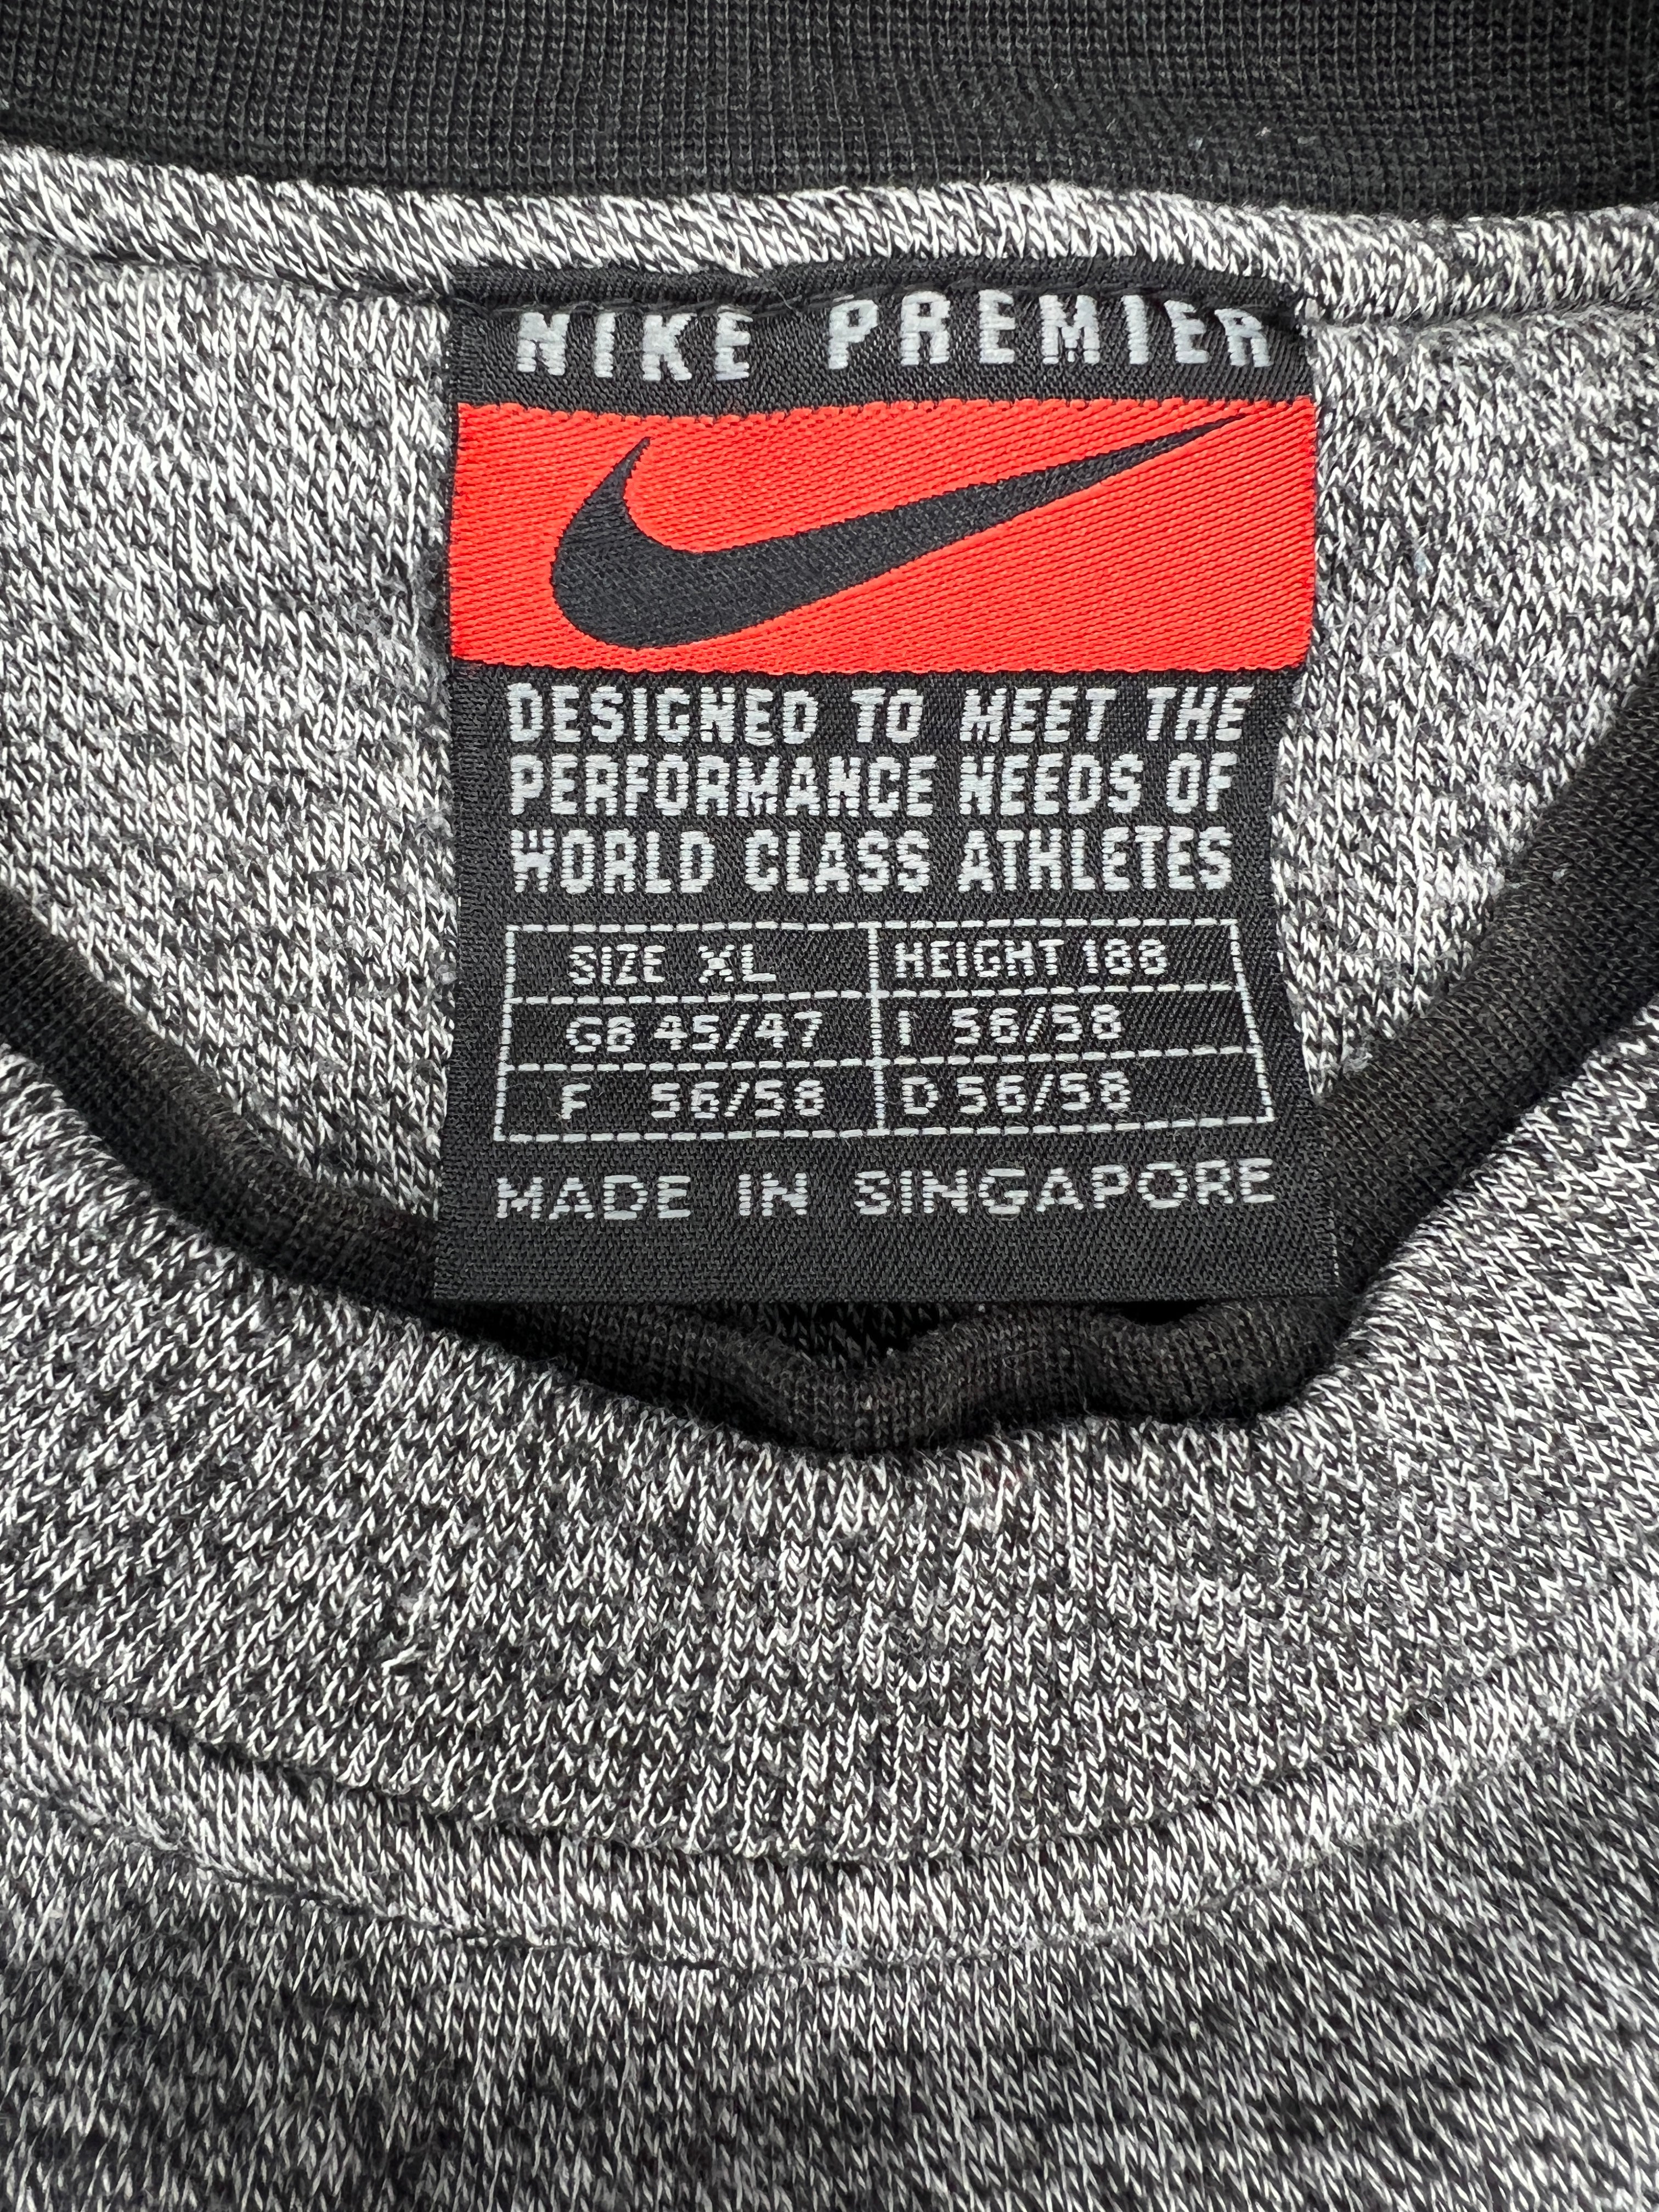 NIKE PREMIER
DESIGNED TO MEET THE
PERFORMANCE NEEDS OF
WORLD CLASS ATHLETES
SIZE XL HEIGHT 188
GB 45/47 I 56/58
F 56/58 D 56/58
MADE IN SINGAPORE